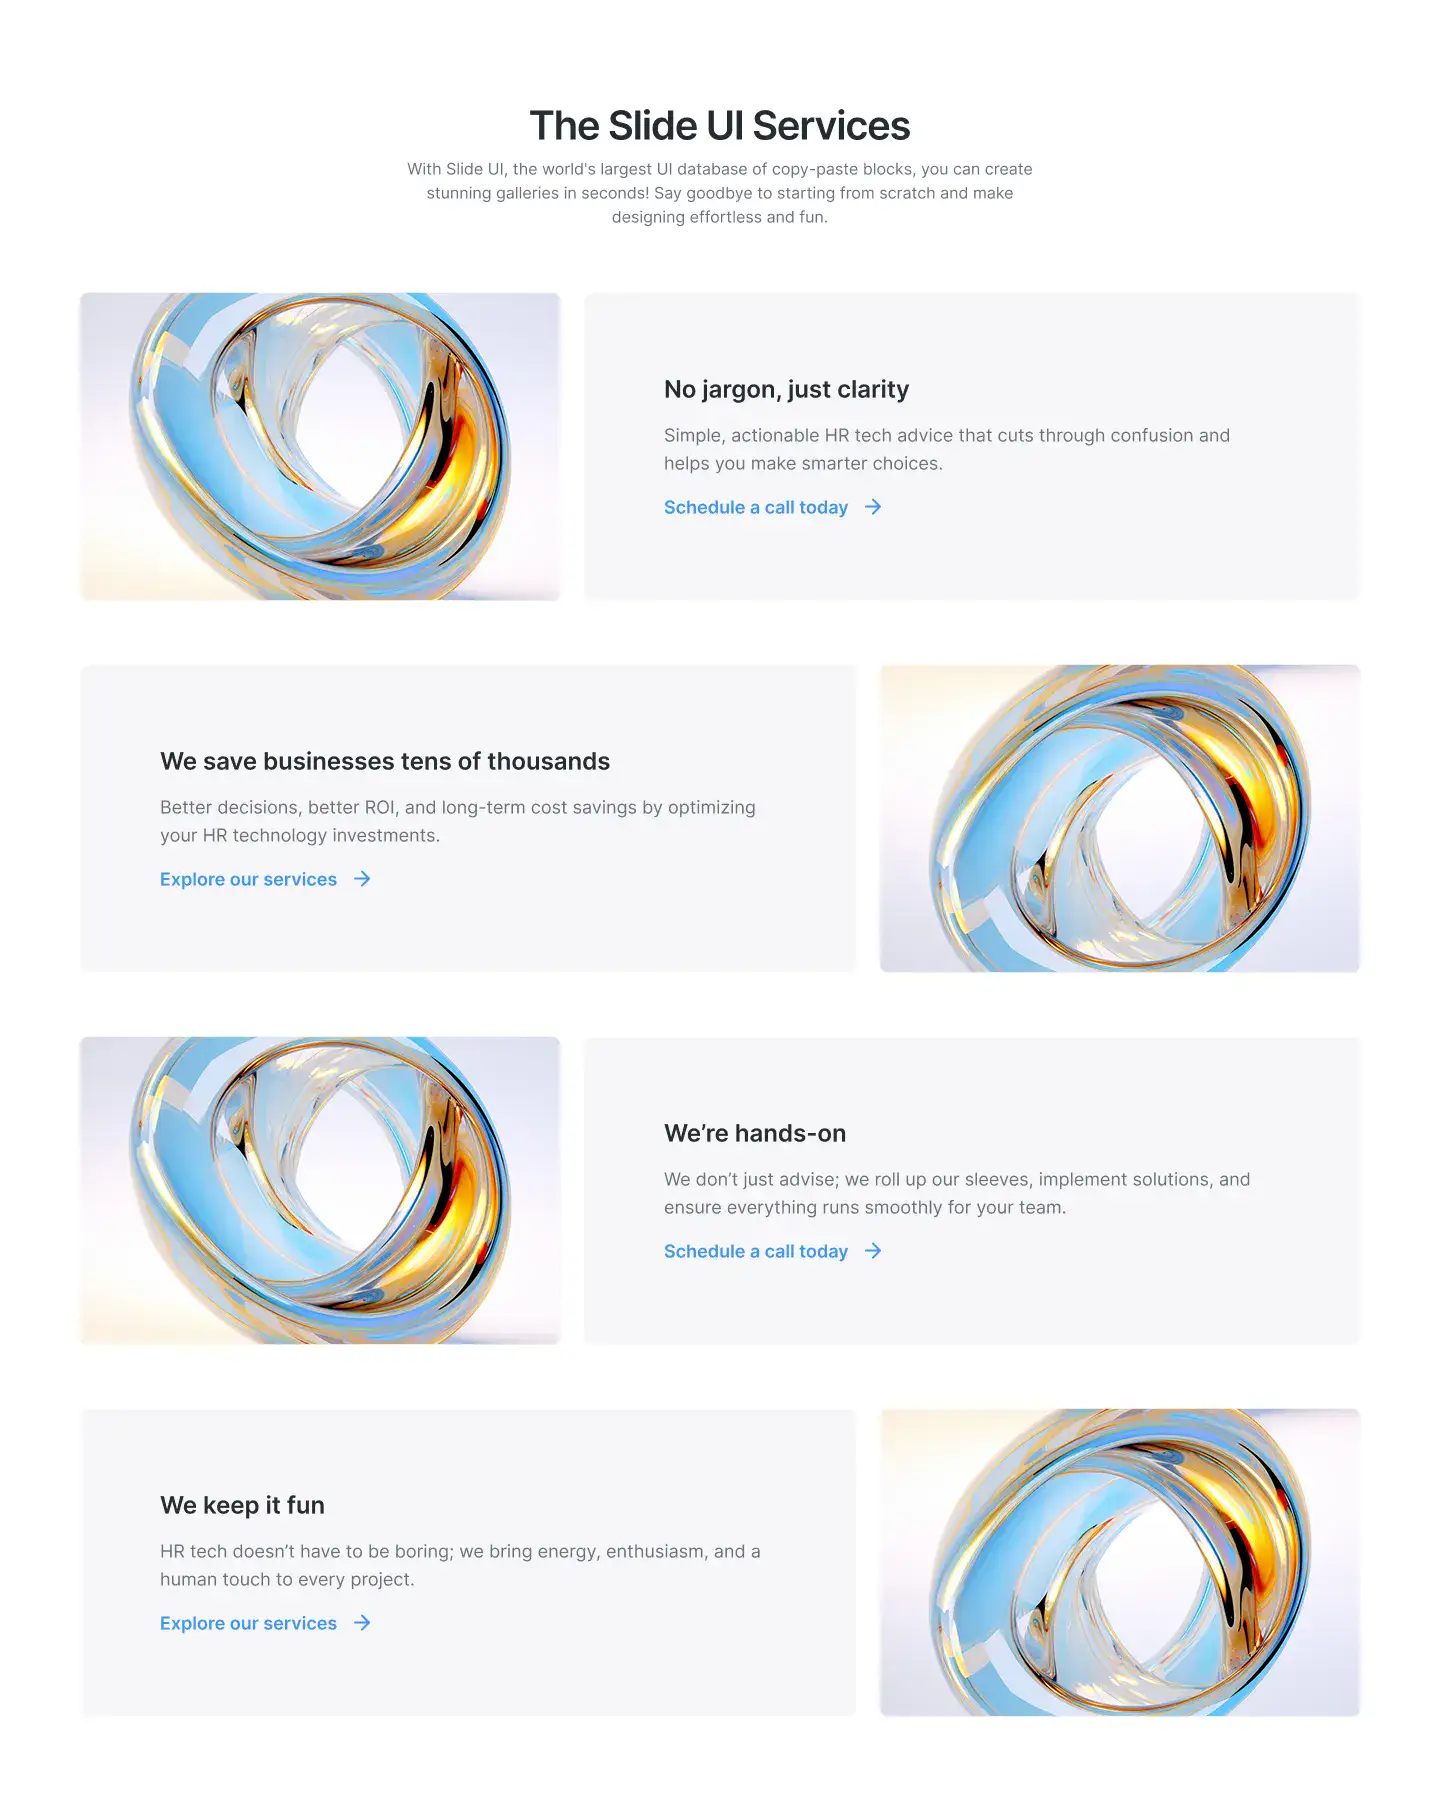 The Slide UI Services
With Slide UI, the world's largest UI database of copy-paste blocks, you can create
stunning galleries in seconds! Say goodbye to starting from scratch and make
designing effortless and fun.
No jargon, just clarity
Simple, actionable HR tech advice that cuts through confusion and
helps you make smarter choices.
Schedule a call today
We save businesses tens of thousands
Better decisions, better ROI, and long-term cost savings by optimizing
your HR technology investments.
Explore our services
We’re hands-on
We don’t just advise; we roll up our sleeves, implement solutions, and
ensure everything runs smoothly for your team.
Schedule a call today
We keep it fun
HR tech doesn’t have to be boring; we bring energy, enthusiasm, and a
human touch to every project.
Explore our services